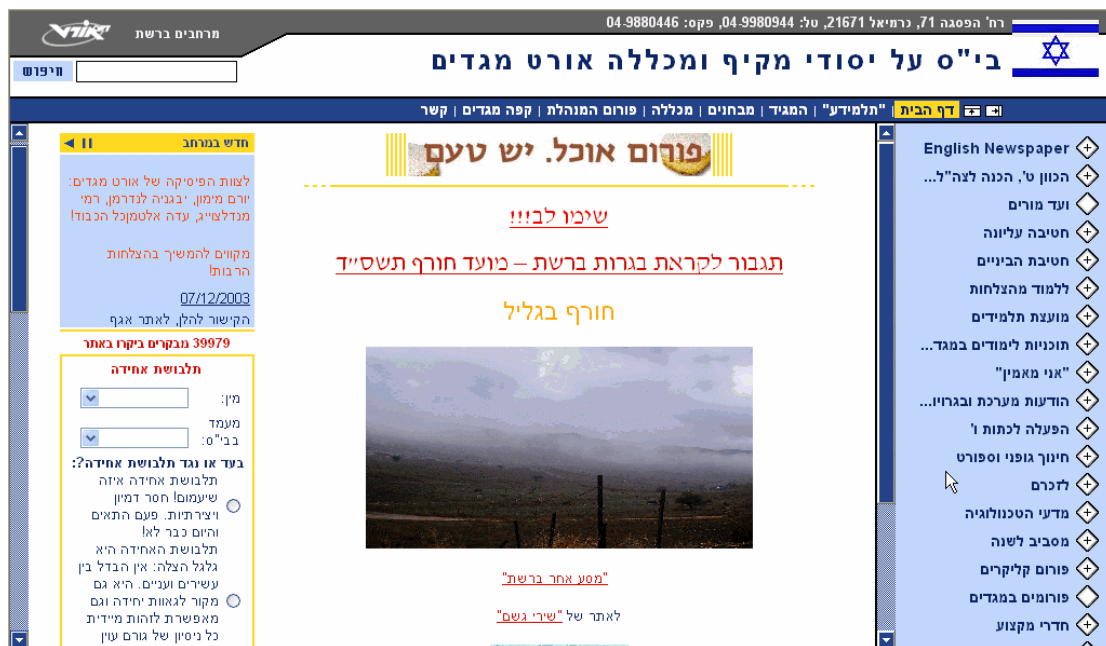 רח' הפסגה 71, כרמיאל 21671, טל: 04-9980944, פקס: 04-9880446
מרחבים ברשת
אורט
בי"ס על יסודי מקיף ומכללה אורט מגדים
חיפוש
דף הבית | "תלמידע" | המגיד | מבחנים | מכללה | פורום המנהלת | קפה מגדים | קשר
English Newspaper
הכוון ט', הכנה לצה"ל...
ועד מורים
חטיבה עליונה
חטיבת הביניים
ללמוד מהצלחות
מועצת תלמידים
תוכניות לימודים במגד...
"אני מאמין"
הודעות מערכת ובגרויו...
הפעלה לכתות ו'
חינוך גופני וספורט
לזכרם
מדעי הטכנולוגיה
מסביב לשנה
פורום קליקרים
פורומים במגדים
חדרי מקצוע
פורום אוכל. יש טעם
שימו לב!!!
תגבור לקראת בגרות ברשת – מועד חורף תשס״ד
חורף בגליל
"מסע אחר ברשת"
לאתר של "שירי גשם"
חדש במרחב
לצוות הפיסיקה של אורט מגדים:
יורם מימון, יבגניה לנדרמן, רמי
מנדלצווייג, עדה אלטמןכל הכבוד!
מקווים להמשיך בהצלחות
הרבות!
07/12/2003
הקישור להלן, לאתר אגף
39979 מבקרים ביקרו באתר
תלבושת אחידה
מין:
מעמד
בבי"ס:
בעד או נגד תלבושת אחידה?:
תלבושת אחידה איזה
שיעמום! חסר דמיון
ויצירתיות. פעם התאים
והיום כבר לא!
תלבושת האחידה היא
גלגל הצלה: אין הבדל בין
עשירים ועניים. היא גם
מקור לגאוות יחידה וגם
מאפשרת לזהות מיידית
כל ניסיון של גורם עוין